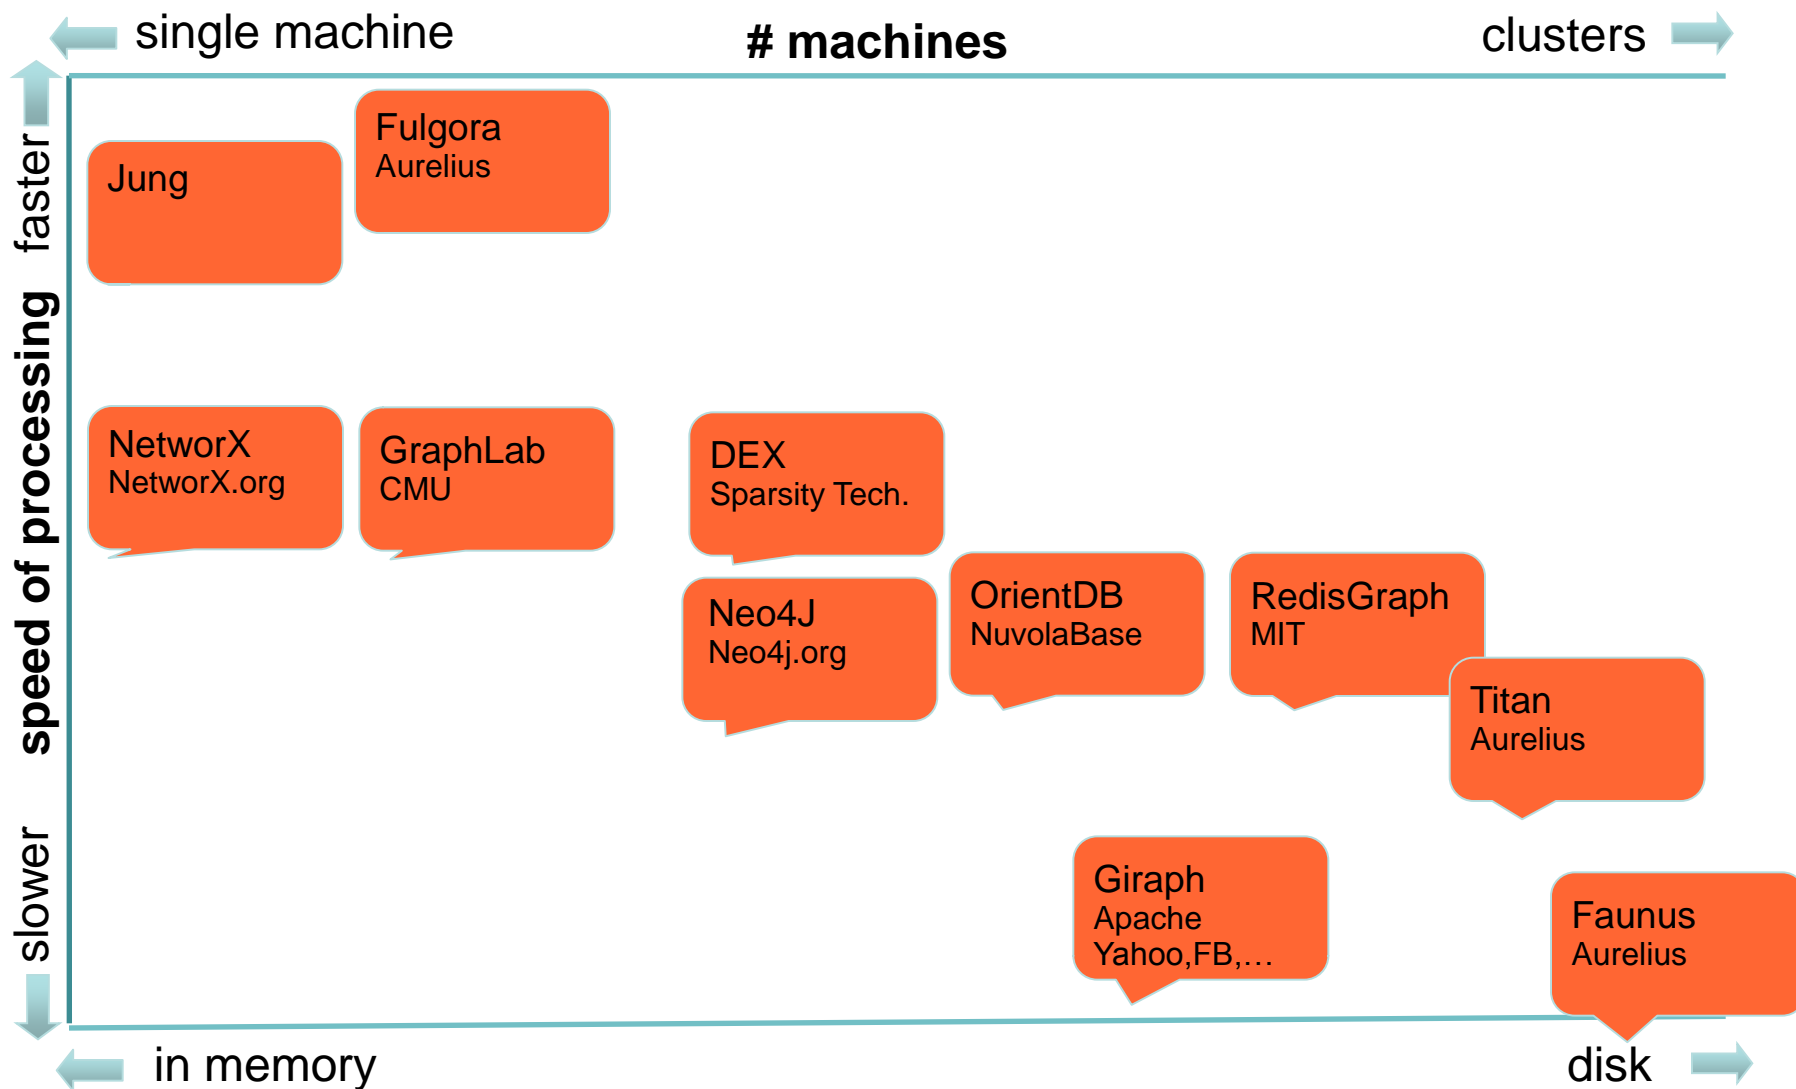 single machine
# machines
clusters
faster
speed of processing
slower
Fulgora
Aurelius
Jung
NetworX
NetworX.org
GraphLab
CMU
DEX
Sparsity Tech.
Neo4J
Neo4j.org
OrientDB
NuvolaBase
RedisGraph
MIT
Titan
Aurelius
Giraph
Apache
Yahoo,FB,…
Faunus
Aurelius
in memory
disk